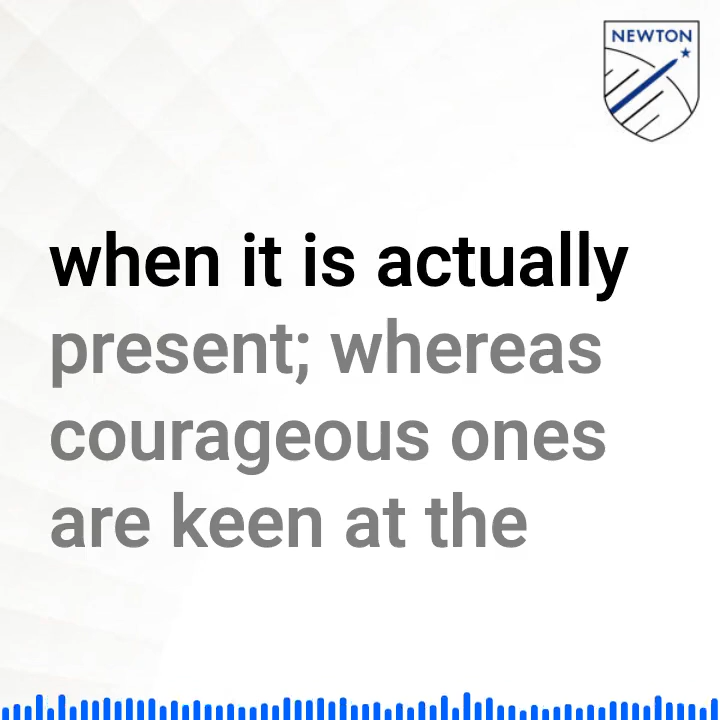 NEWTON
when it is actually
present; whereas
courageous ones
are keen at the